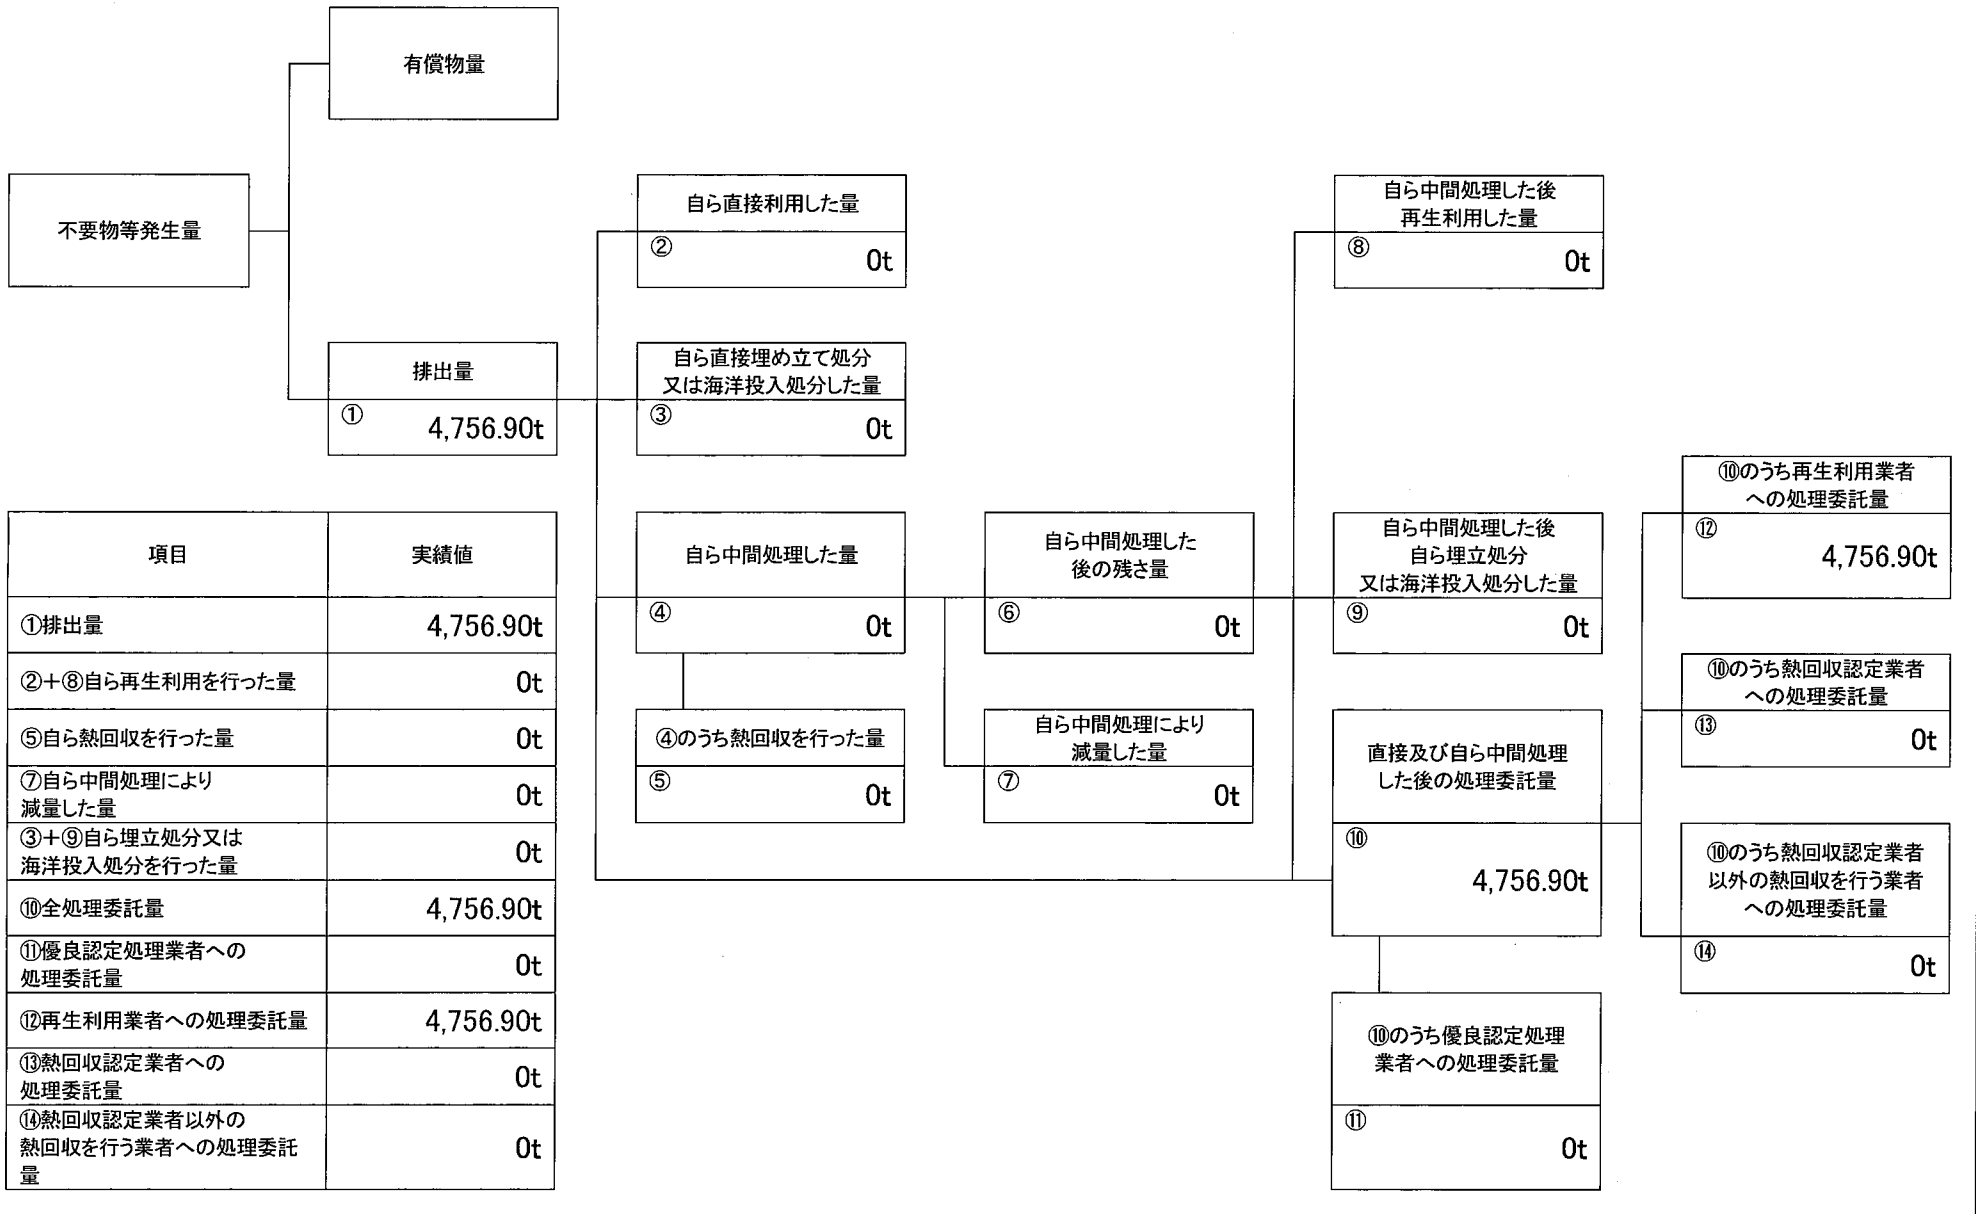 有償物量
不要物等発生量
自ら直接利用した量
②
0t
自ら中間処理した後
再生利用した量
⑧
0t
排出量
①
4,756.90t
自ら直接埋め立て処分
又は海洋投入処分した量
③
0t
自ら中間処理した量
④
0t
自ら中間処理した
後の残さ量
⑥
0t
自ら中間処理した後
自ら埋立処分
又は海洋投入処分した量
⑨
0t
⑩のうち再生利用業者
への処理委託量
⑫
4,756.90t
④のうち熱回収を行った量
⑤
0t
自ら中間処理により
減量した量
⑦
0t
直接及び自ら中間処理
した後の処理委託量
⑩
4,756.90t
⑩のうち熱回収認定業者
への処理委託量
⑬
0t
⑩のうち熱回収認定業者
以外の熱回収を行う業者
への処理委託量
⑭
0t
⑩のうち優良認定処理
業者への処理委託量
⑪
0t
項目 実績値
①排出量 4,756.90t
②＋⑧自ら再生利用を行った量 0t
⑤自ら熱回収を行った量 0t
⑦自ら中間処理により
減量した量 0t
③＋⑨自ら埋立処分又は
海洋投入処分を行った量 0t
⑩全処理委託量 4,756.90t
⑪優良認定処理業者への
処理委託量 0t
⑫再生利用業者への処理委託量 4,756.90t
⑬熱回収認定業者への
処理委託量 0t
⑭熱回収認定業者以外の
熱回収を行う業者への処理委託
量 0t